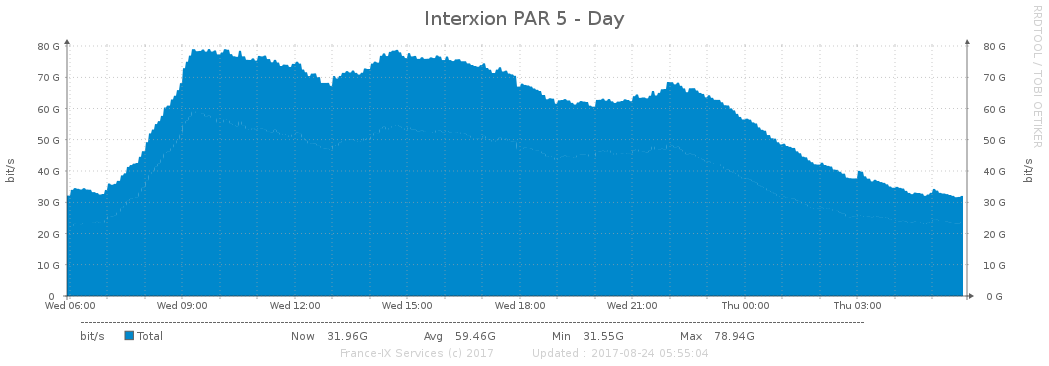 Interxion PAR 5 - Day
RRDTOOL / TOBI OETIKER
80 G 80 G
70 G 70 G
60 G 60 G
50 G 50 G
40 G 40 G
30 G 30 G
20 G 20 G
10 G 10 G
0 0 G
bit/s
bit/s
Wed 06:00 Wed 09:00 Wed 12:00 Wed 15:00 Wed 18:00 Wed 21:00 Thu 00:00 Thu 03:00
bit/s Total Now 31.96G Avg 59.46G Min 31.55G Max 78.94G
France-IX Services (c) 2017 Updated : 2017-08-24 05:55:04